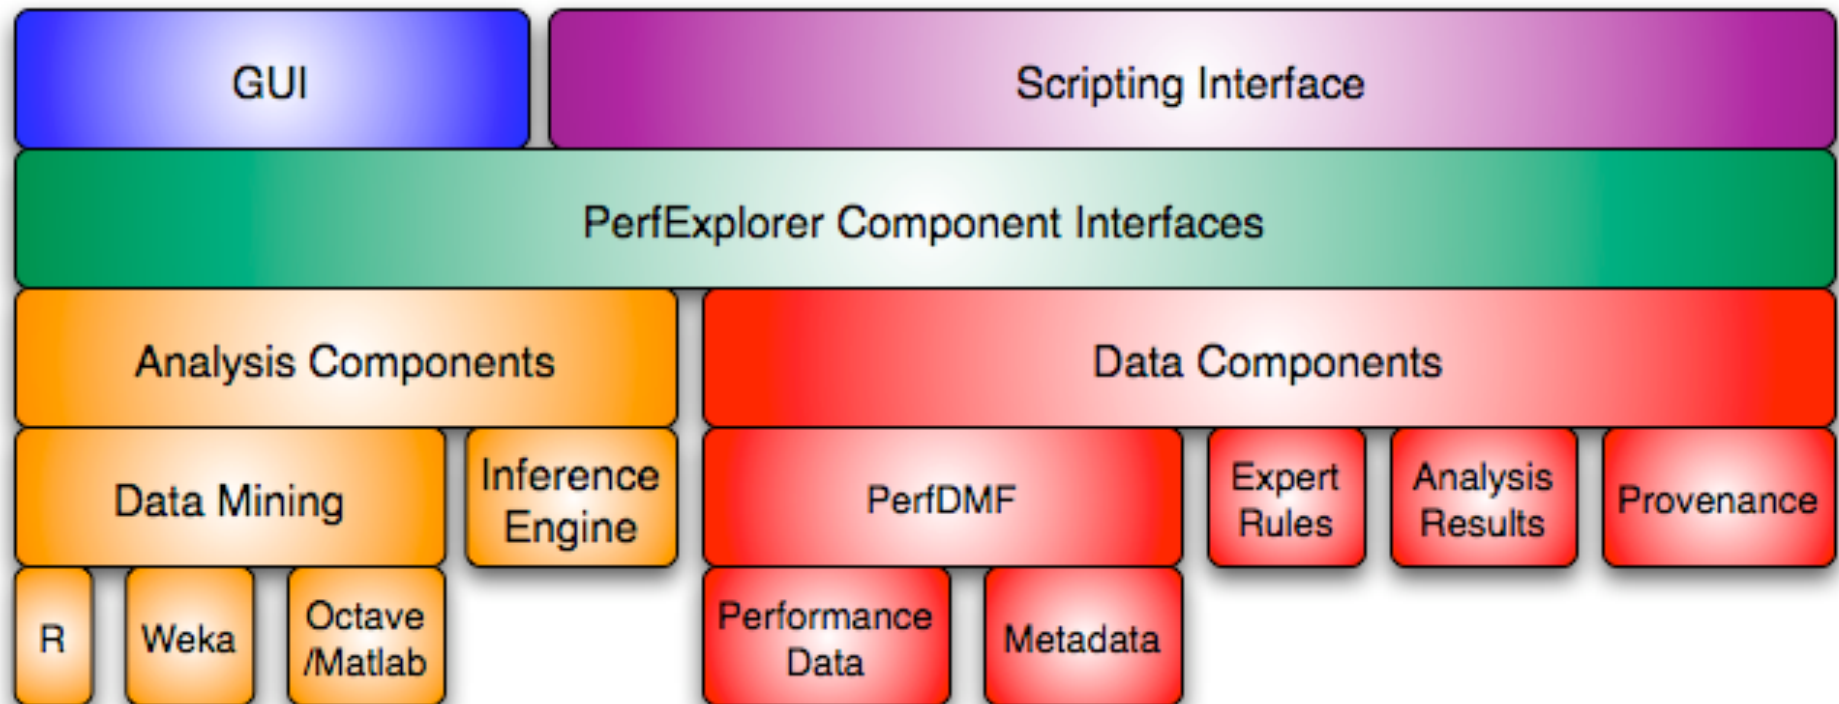 GUI
Scripting Interface
PerfExplorer Component Interfaces
Analysis Components
Data Components
Data Mining
Inference
Engine
PerfDMF
Expert
Rules
Analysis
Results
Provenance
R
Weka
Octave
/Matlab
Performance
Data
Metadata